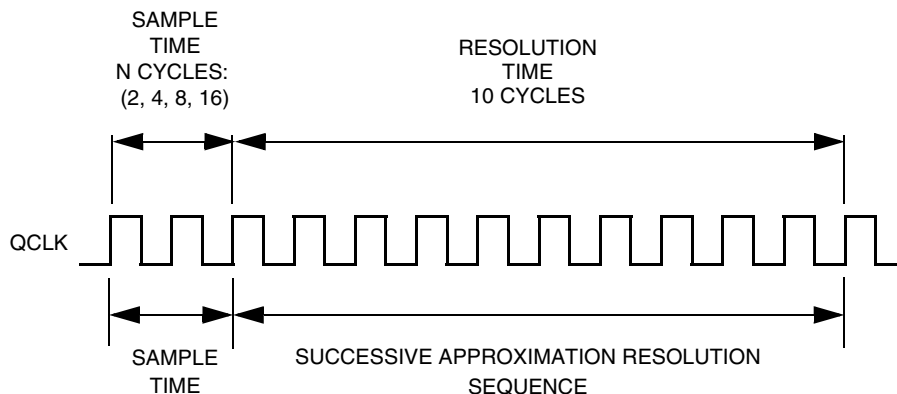 SAMPLE
TIME
N CYCLES:
(2, 4, 8, 16)
RESOLUTION
TIME
10 CYCLES
QCLK
SAMPLE
TIME
SUCCESSIVE APPROXIMATION RESOLUTION
SEQUENCE